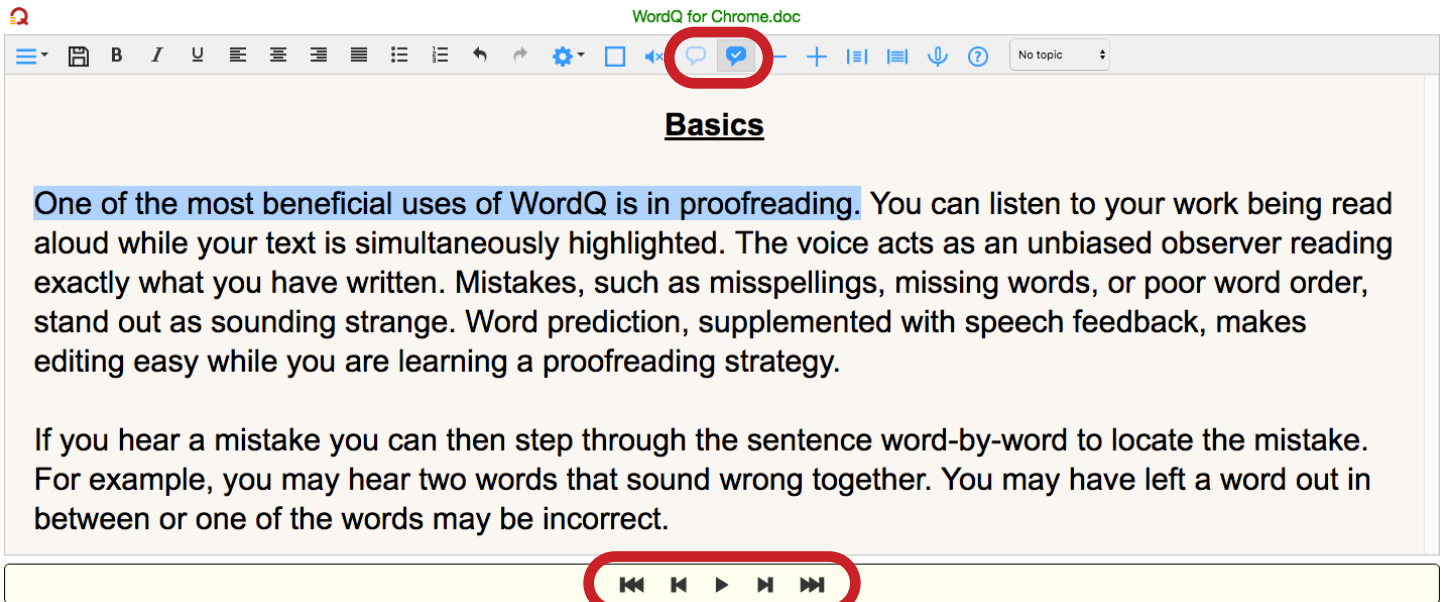 WordQ for Chrome.doc
B I U No topic
Basics
One of the most beneficial uses of WordQ is in proofreading. You can listen to your work being read
aloud while your text is simultaneously highlighted. The voice acts as an unbiased observer reading
exactly what you have written. Mistakes, such as misspellings, missing words, or poor word order,
stand out as sounding strange. Word prediction, supplemented with speech feedback, makes
editing easy while you are learning a proofreading strategy.
If you hear a mistake you can then step through the sentence word-by-word to locate the mistake.
For example, you may hear two words that sound wrong together. You may have left a word out in
between or one of the words may be incorrect.